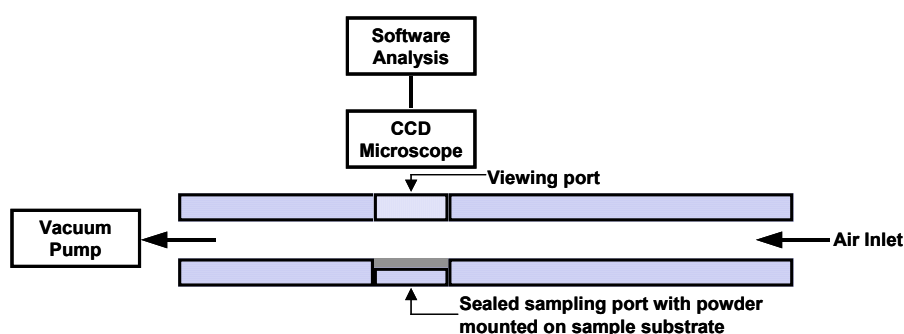 Software
Analysis
CCD
Microscope
Viewing port
Vacuum
Pump
Air Inlet
Sealed sampling port with powder
mounted on sample substrate